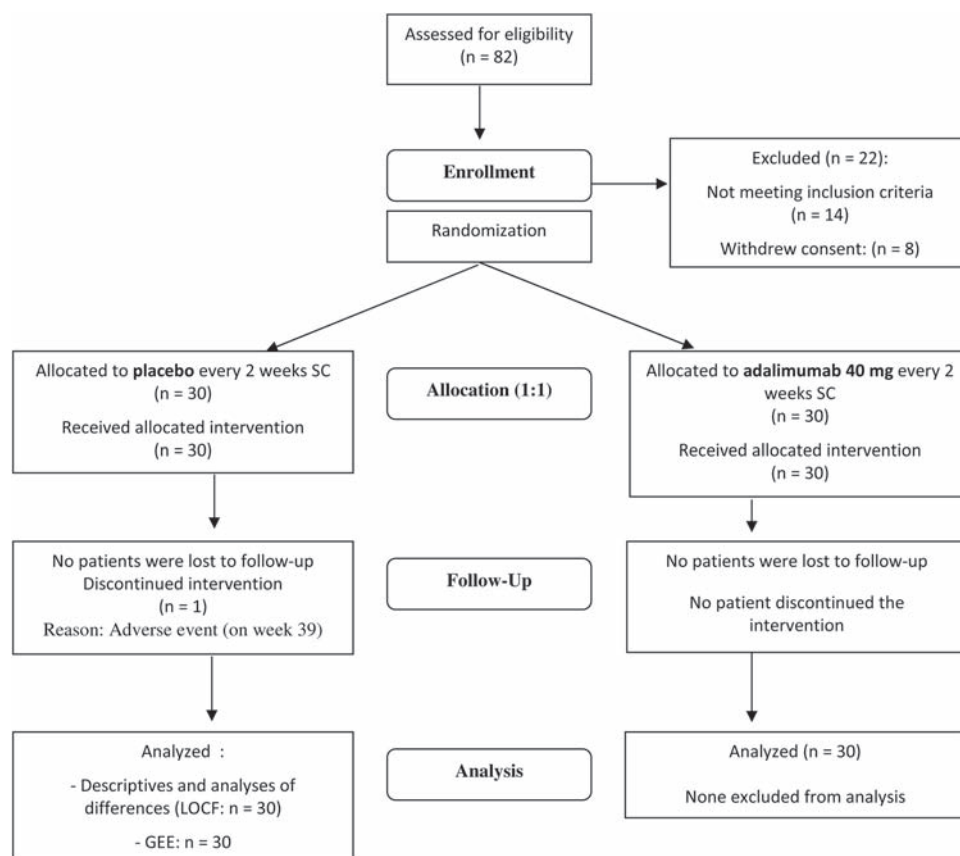 Assessed for eligibility
(n = 82)
Enrollment
Excluded (n = 22):
Not meeting inclusion criteria
(n = 14)
Withdrew consent: (n = 8)
Randomization
Allocated to placebo every 2 weeks SC
(n = 30)
Received allocated intervention
(n = 30)
Allocation (1:1)
Allocated to adalimumab 40 mg every 2
weeks SC
(n = 30)
Received allocated intervention
(n = 30)
No patients were lost to follow-up
Discontinued intervention
(n = 1)
Reason: Adverse event (on week 39)
Follow-Up
No patients were lost to follow-up
No patient discontinued the
intervention
Analyzed :
- Descriptives and analyses of
differences (LOCF: n = 30)
- GEE: n = 30
Analysis
Analyzed (n = 30)
None excluded from analysis